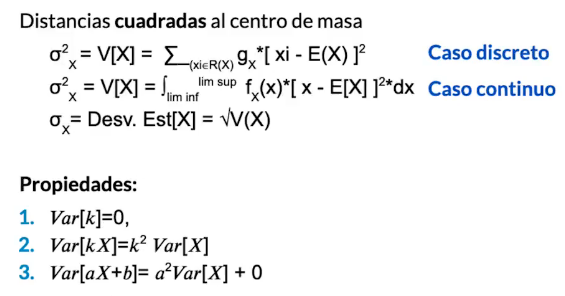 Distancias cuadradas al centro de masa
σ²ₓ = V[X] = ∑_(xi∈R(X) gₓ*[ xi - E(X) ]² Caso discreto
σ²ₓ = V[X] = ∫lim inf lim sup fₓ(x)*[ x - E[X] ]²*dx Caso continuo
σₓ= Desv. Est[X] = √V(X)
Propiedades:
1. Var[k]=0,
2. Var[kX]=k² Var[X]
3. Var[aX+b]= a²Var[X] + 0